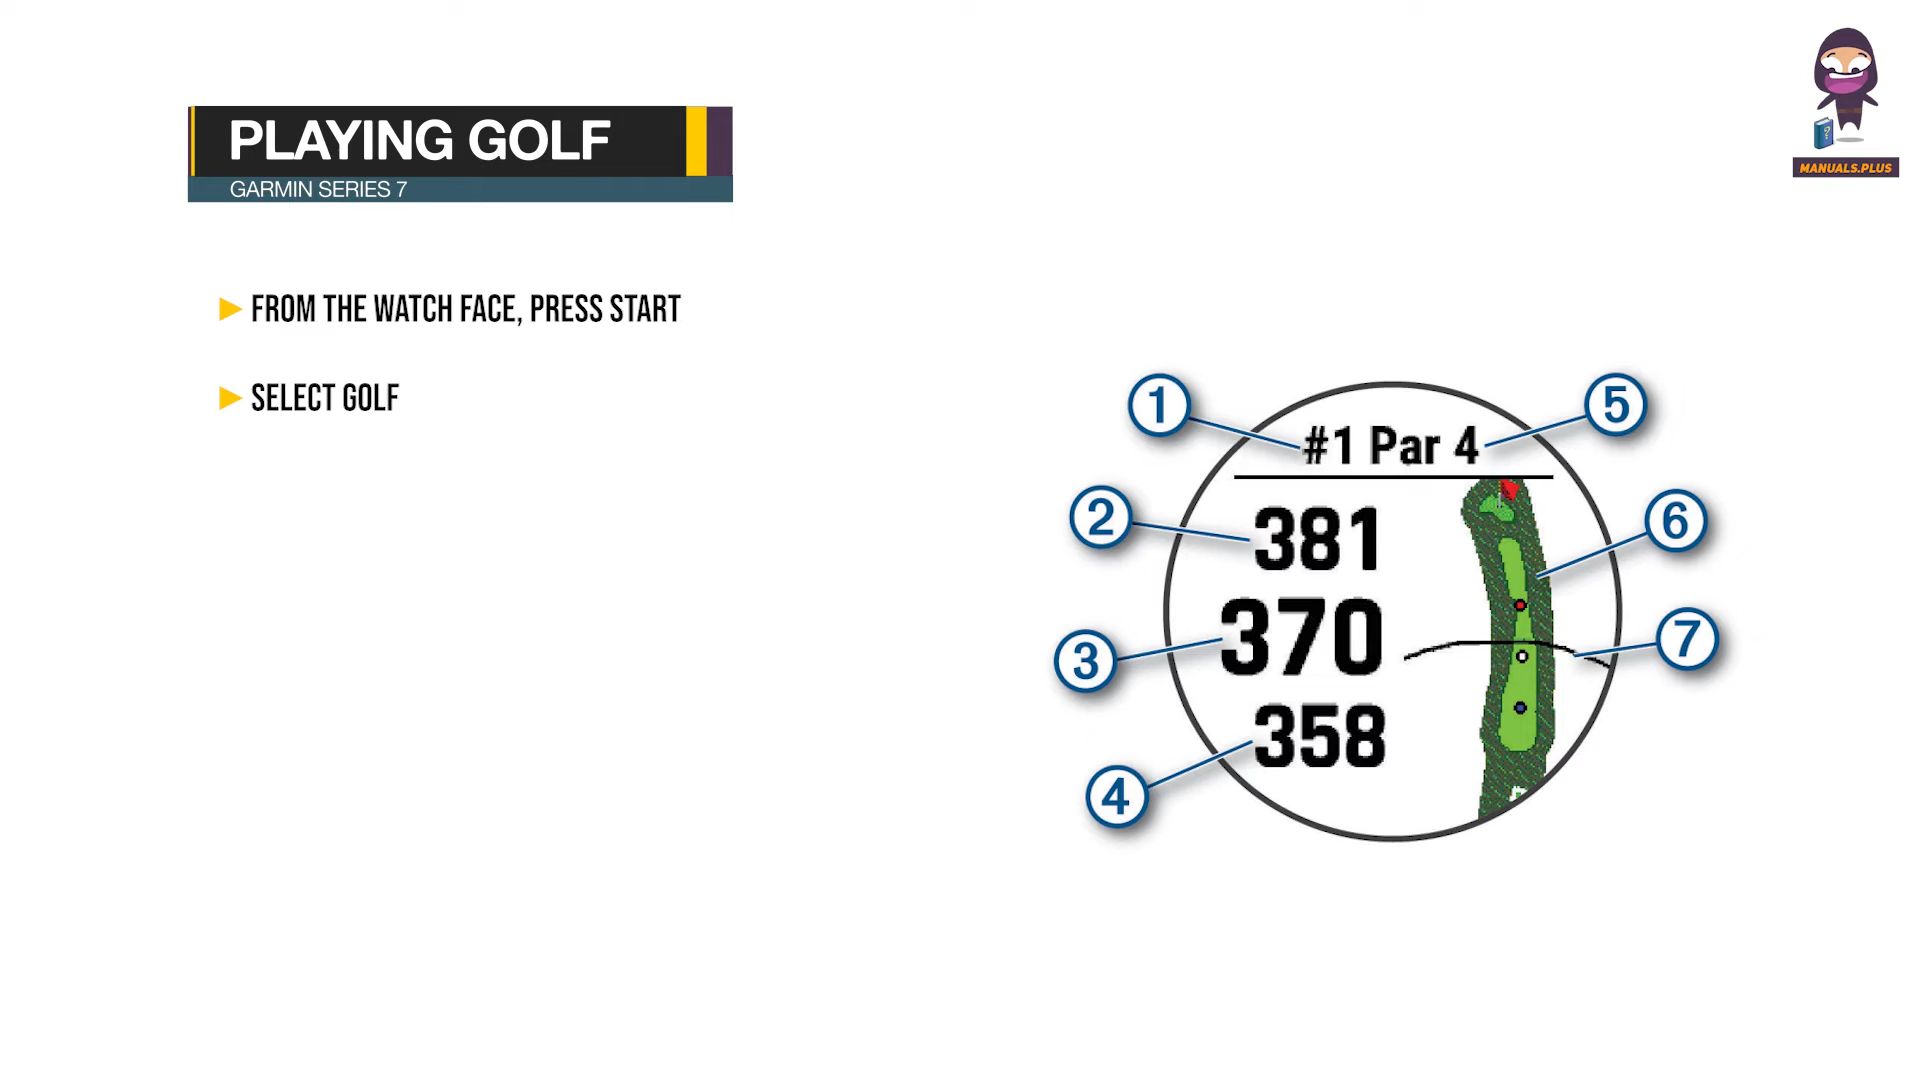 PLAYING GOLF
GARMIN SERIES 7
MANUALS.PLUS
► FROM THE WATCH FACE, PRESS START
► SELECT GOLF
1
5
#1 Par 4
2
381
6
3
370
7
4
358